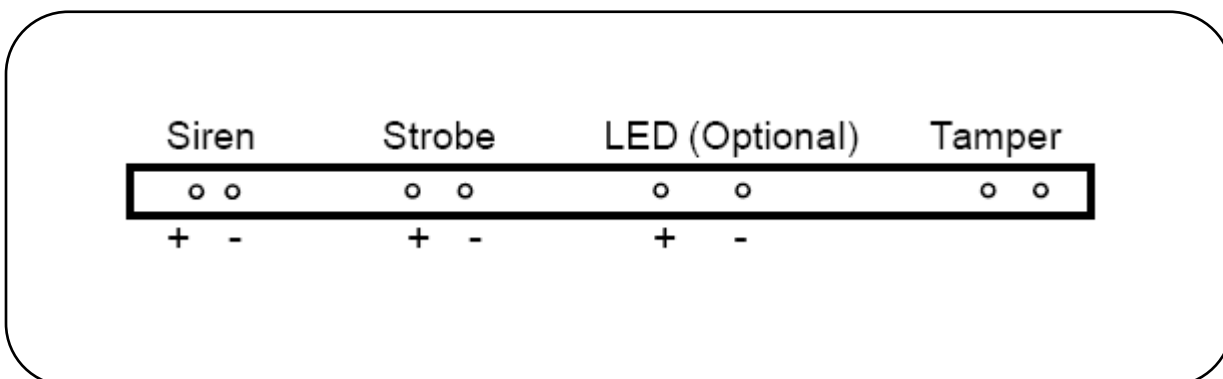 Siren Strobe LED (Optional) Tamper
+ - + - + -